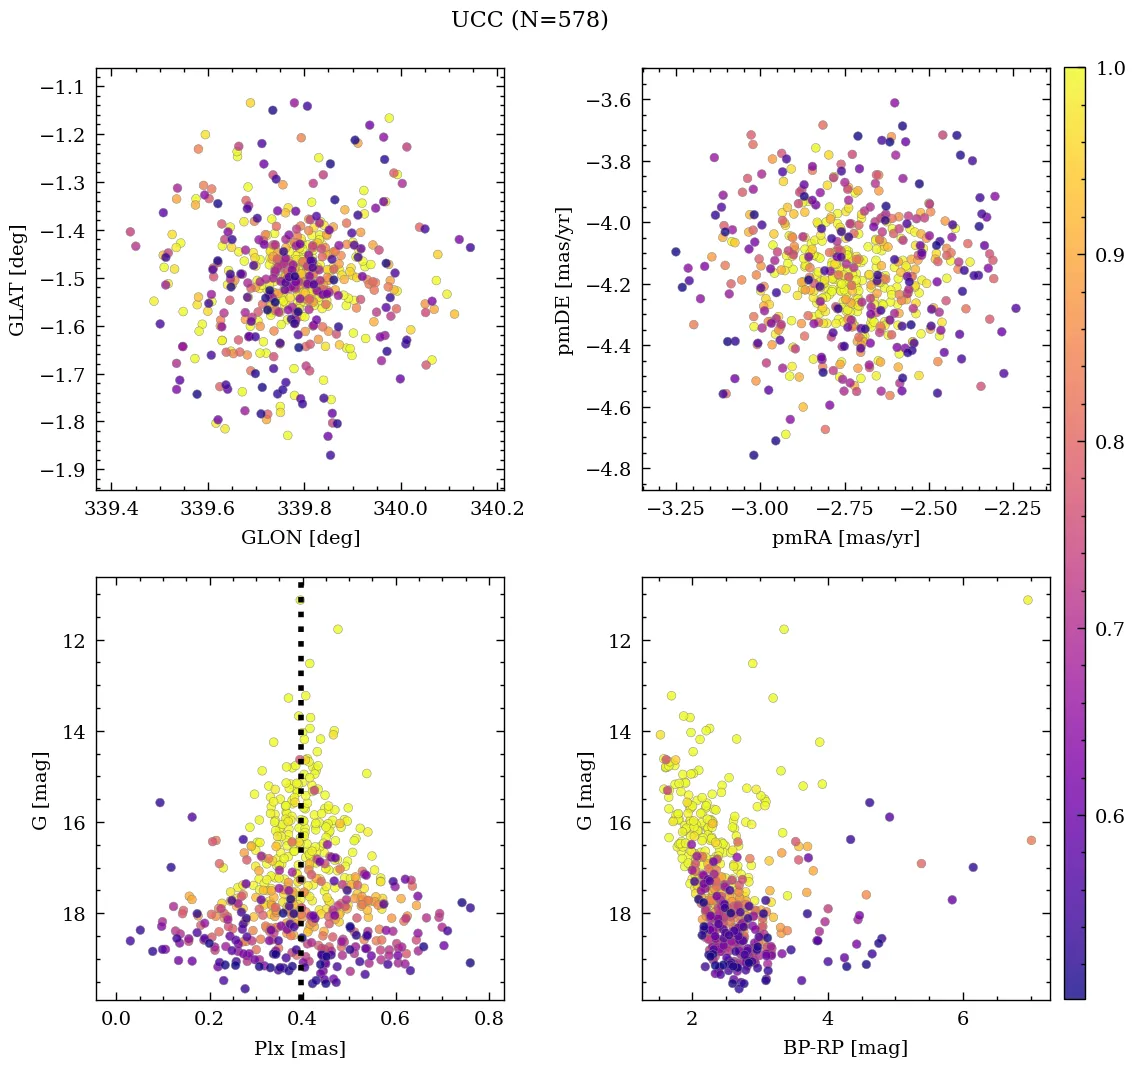 UCC (N=578)
−1.1
−1.2
−1.3
−1.4
−1.5
−1.6
−1.7
−1.8
−1.9
GLAT [deg]
339.4 339.6 339.8 340.0 340.2
GLON [deg]
−3.6
−3.8
−4.0
−4.2
−4.4
−4.6
−4.8
pmDE [mas/yr]
−3.25 −3.00 −2.75 −2.50 −2.25
pmRA [mas/yr]
12
14
16
18
G [mag]
0.0 0.2 0.4 0.6 0.8
Plx [mas]
12
14
16
18
G [mag]
2 4 6
BP-RP [mag]
1.0
0.9
0.8
0.7
0.6